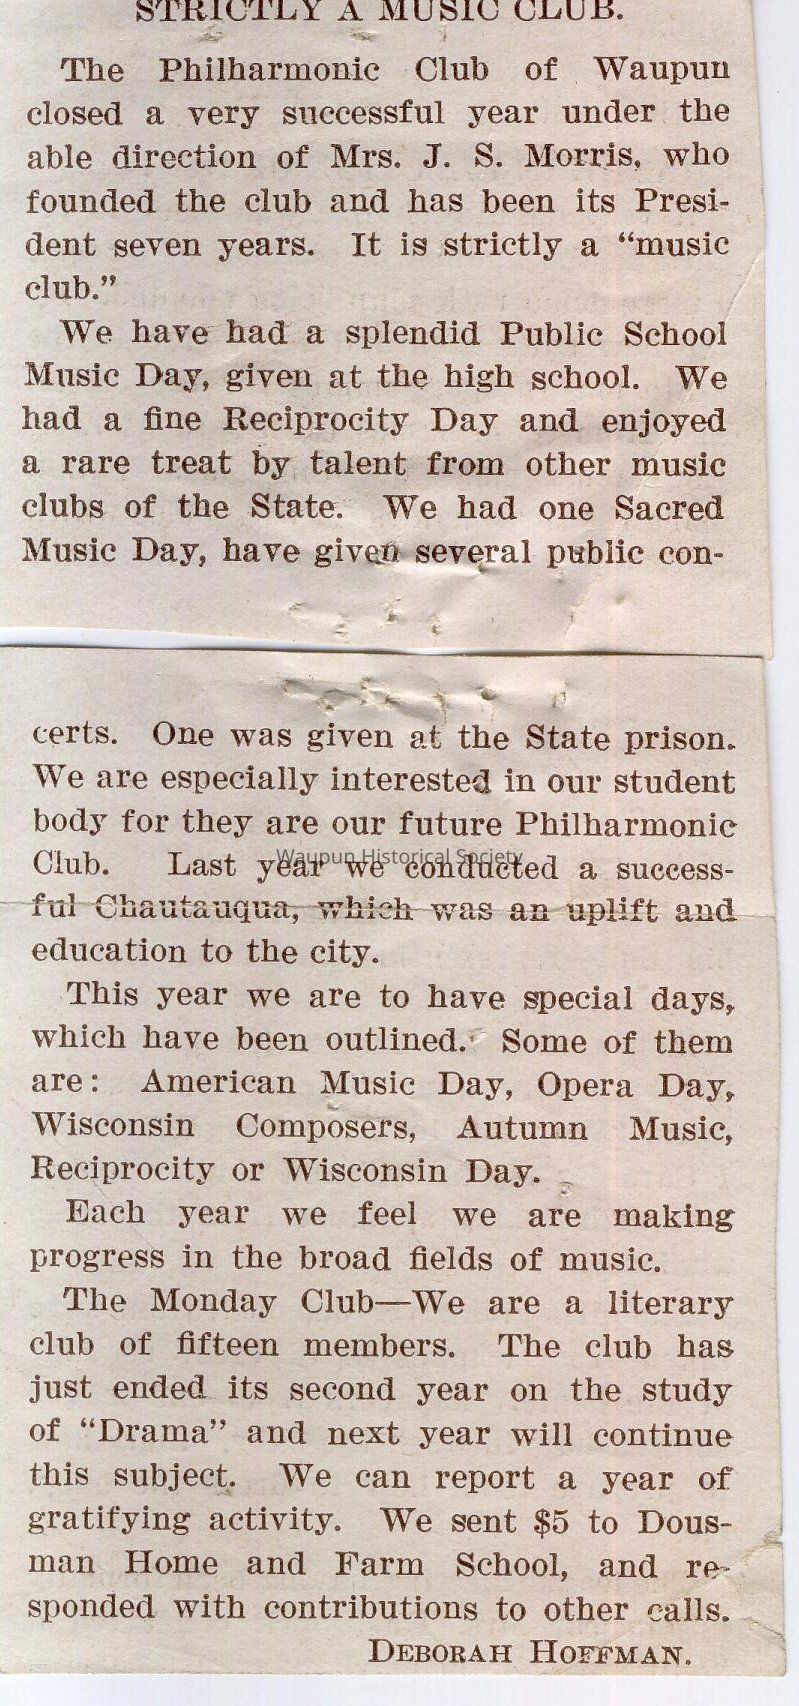 STRICTLY A MUSIC CLUB.
The Philharmonic Club of Waupun
closed a very successful year under the
able direction of Mrs. J. S. Morris, who
founded the club and has been its Presi-
dent seven years. It is strictly a “music
club.”
We have had a splendid Public School
Music Day, given at the high school. We
had a fine Reciprocity Day and enjoyed
a rare treat by talent from other music
clubs of the State. We had one Sacred
Music Day, have given several public con-
certs. One was given at the State prison.
We are especially interested in our student
body for they are our future Philharmonic
Club. Last year we conducted a success-
Waupun Historical Society
ful Chautauqua, which was an uplift and
education to the city.
This year we are to have special days,
which have been outlined. Some of them
are: American Music Day, Opera Day,
Wisconsin Composers, Autumn Music,
Reciprocity or Wisconsin Day.
Each year we feel we are making
progress in the broad fields of music.
The Monday Club—We are a literary
club of fifteen members. The club has
just ended its second year on the study
of “Drama” and next year will continue
this subject. We can report a year of
gratifying activity. We sent $5 to Dous-
man Home and Farm School, and re-
sponded with contributions to other calls.
DEBORAH HOFFMAN.